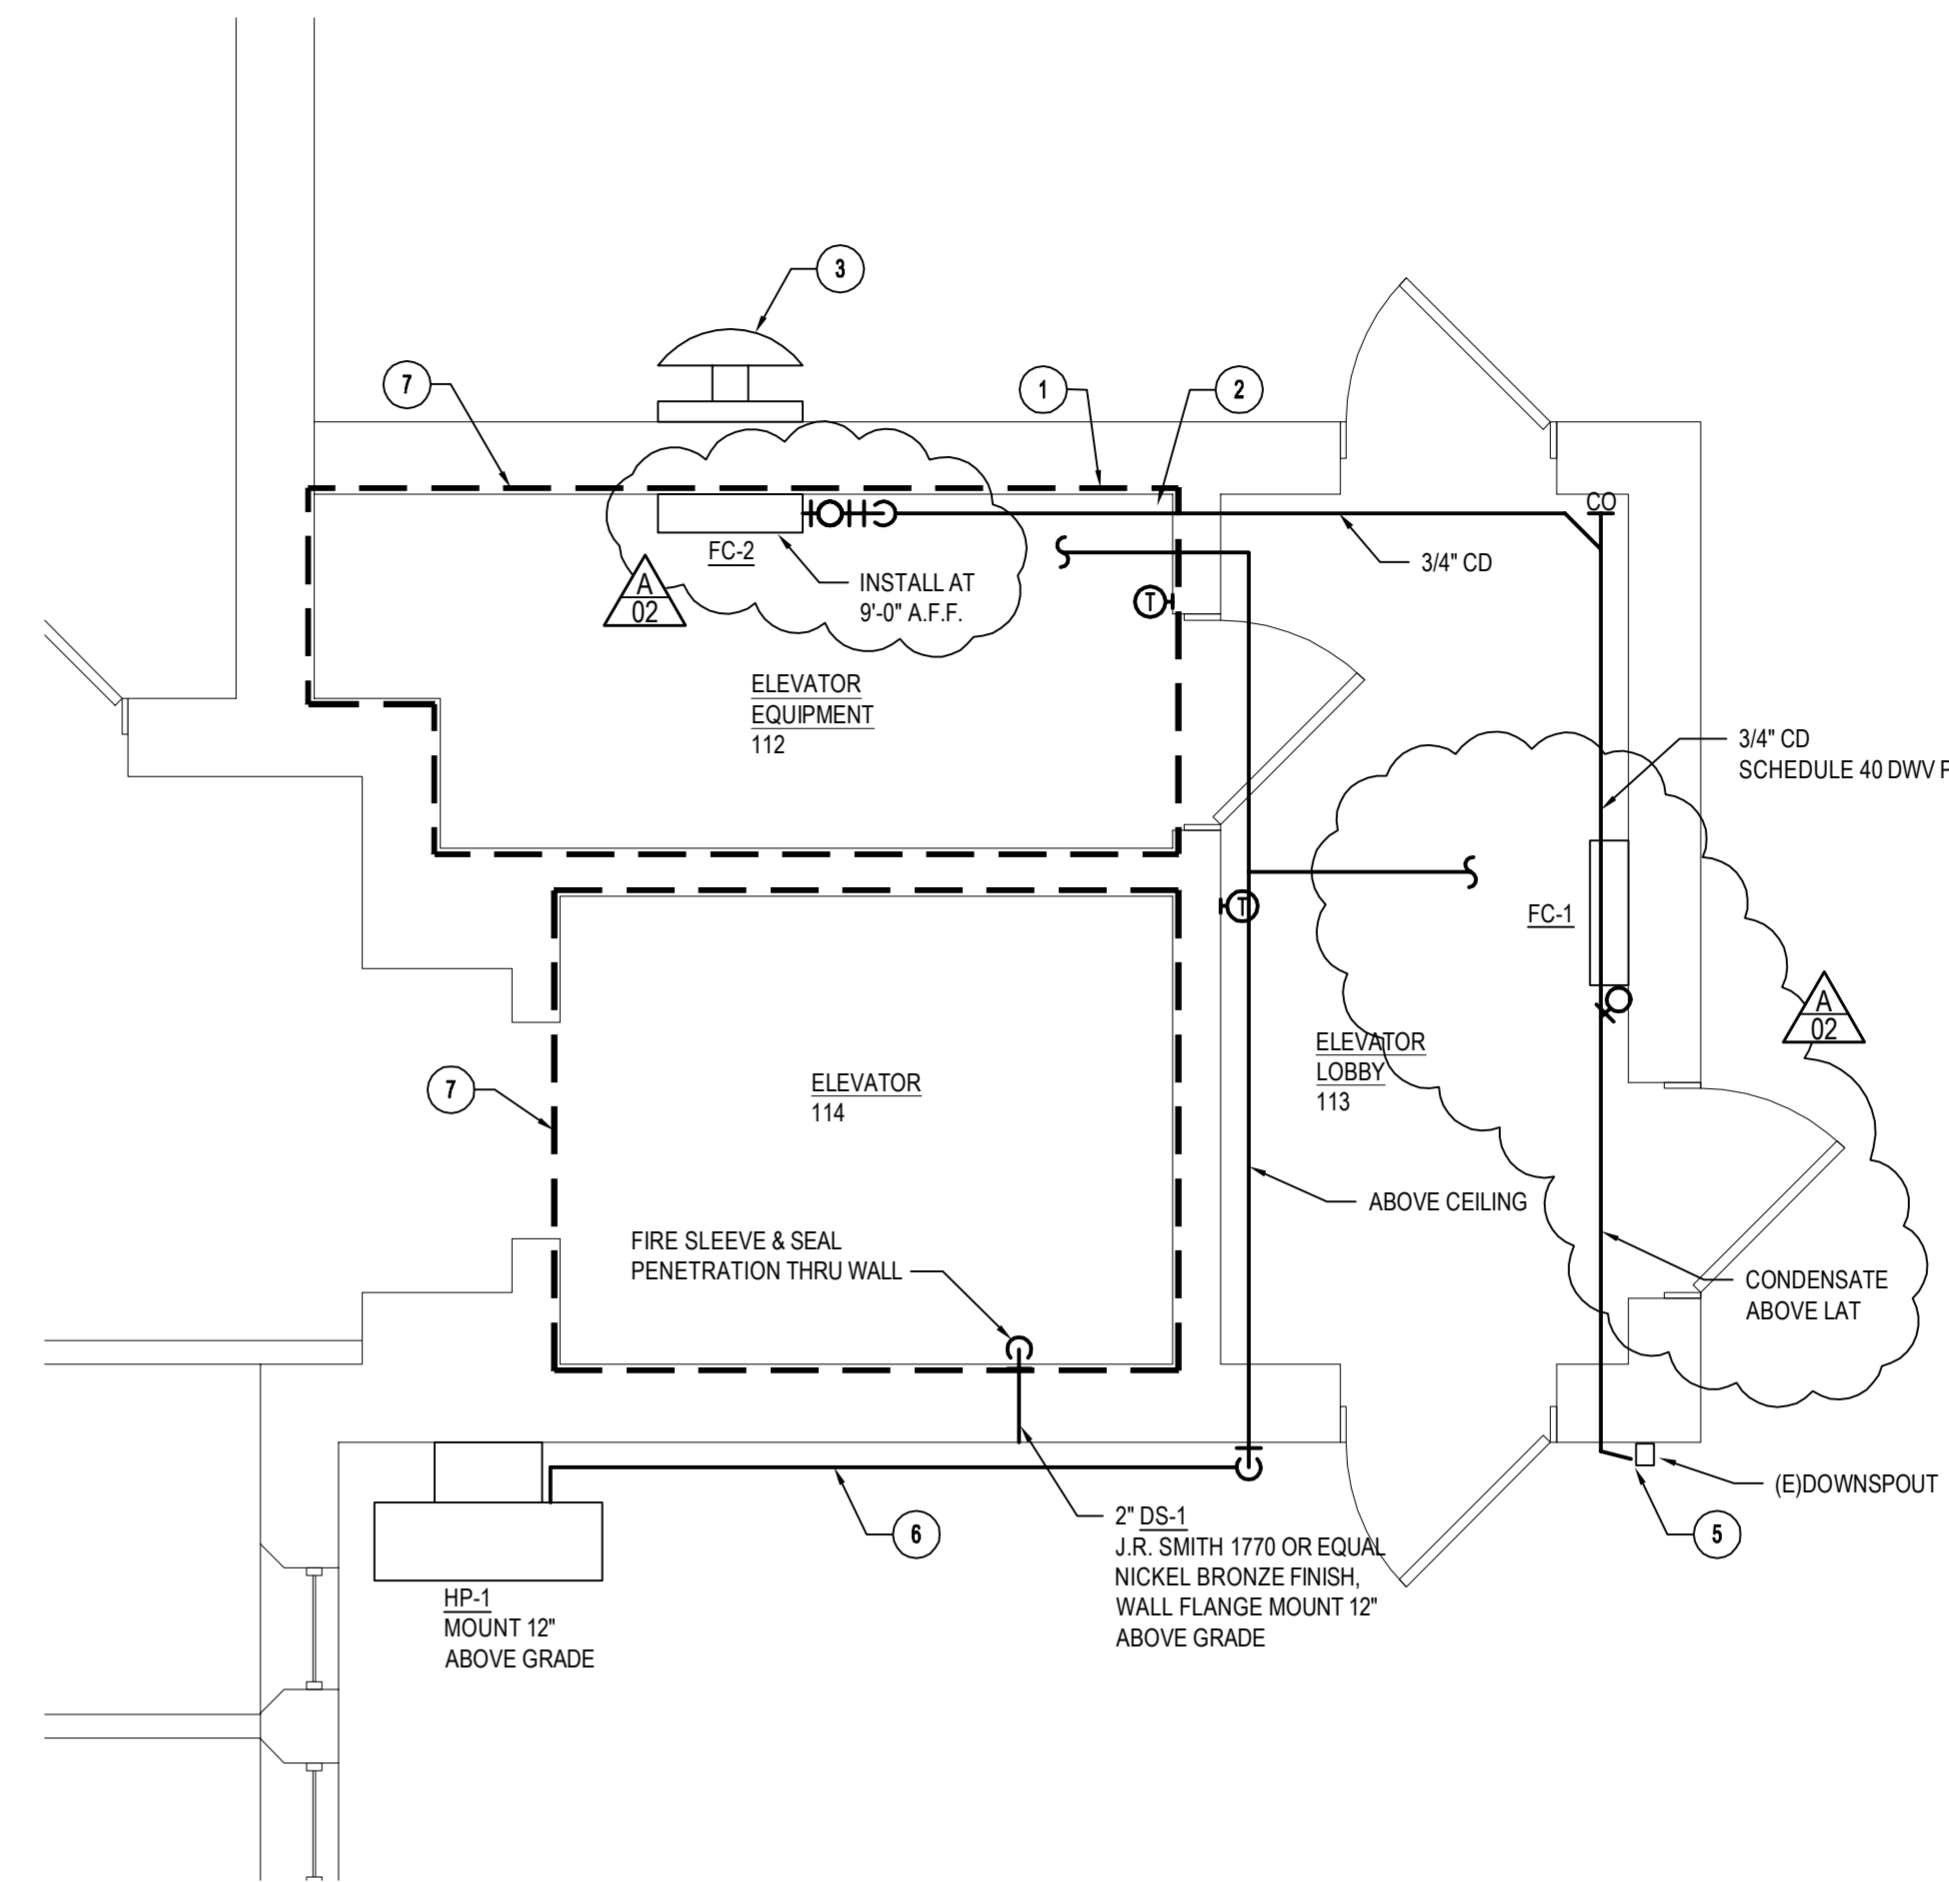 3
7
1
2
CO
FC-2
3/4" CD
A
02
INSTALL AT
9'-0" A.F.F.
T
ELEVATOR
EQUIPMENT
112
3/4" CD
SCHEDULE 40 DWV P
T
FC-1
A
02
ELEVATOR
LOBBY
113
7
ELEVATOR
114
ABOVE CEILING
FIRE SLEEVE & SEAL
PENETRATION THRU WALL
CONDENSATE
ABOVE LAT
(E)DOWNSPOUT
6
5
2" DS-1
J.R. SMITH 1770 OR EQUAL
NICKEL BRONZE FINISH,
WALL FLANGE MOUNT 12"
ABOVE GRADE
HP-1
MOUNT 12"
ABOVE GRADE